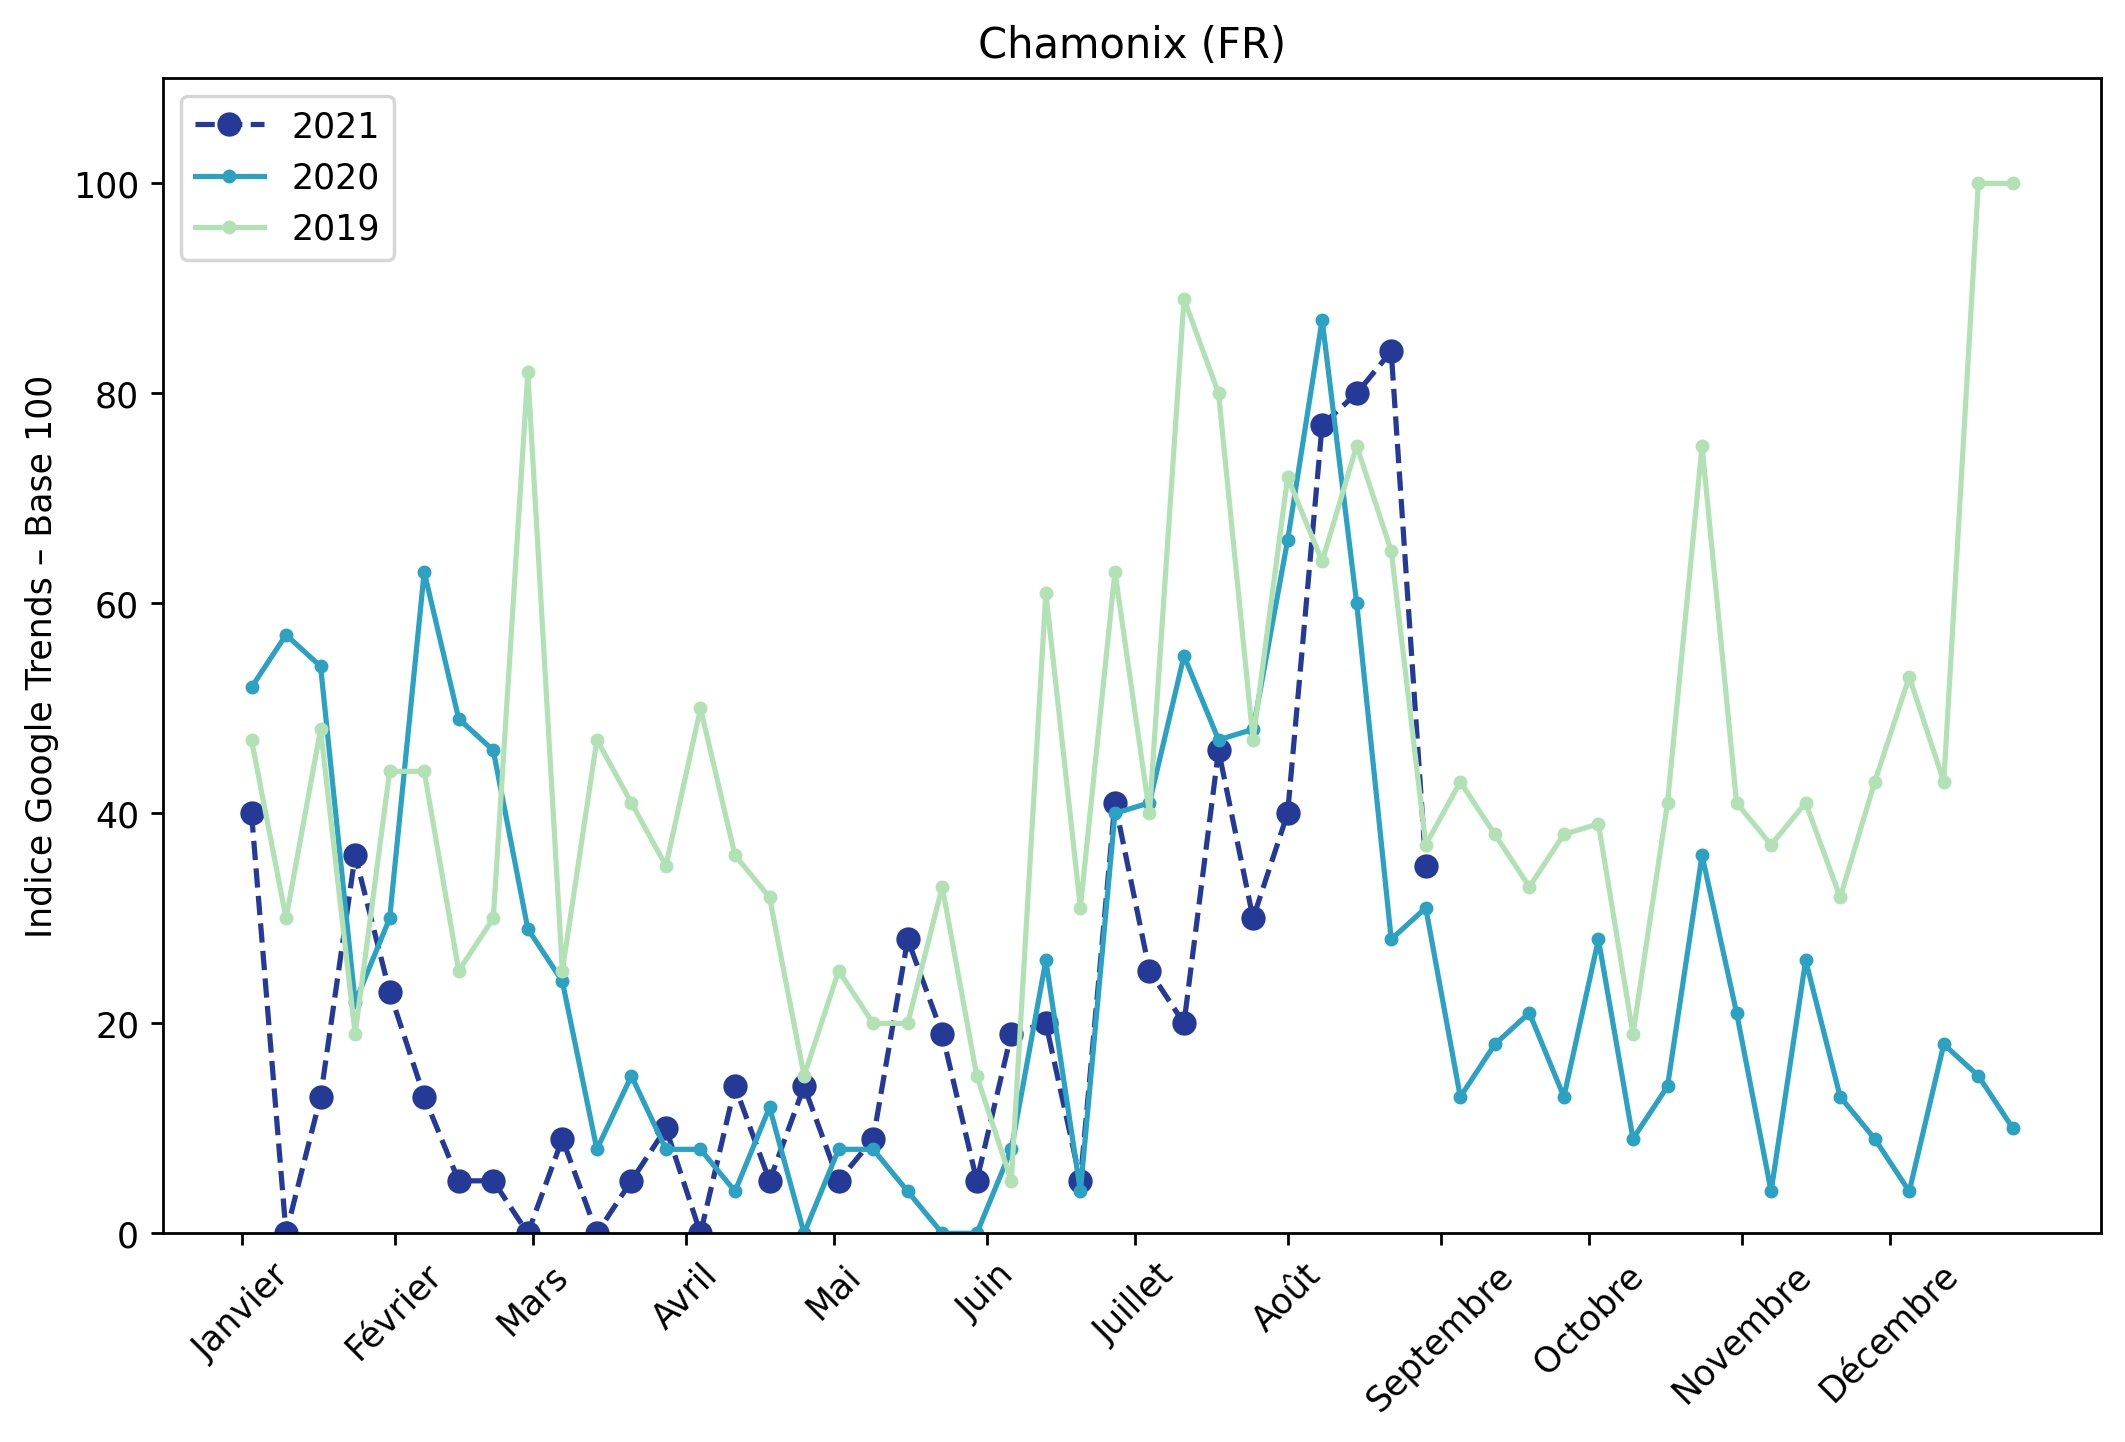 Chamonix (FR)
2021
2020
2019
Indice Google Trends – Base 100
100
80
60
40
20
0
Janvier
Février
Mars
Avril
Mai
Juin
Juillet
Août
Septembre
Octobre
Novembre
Décembre